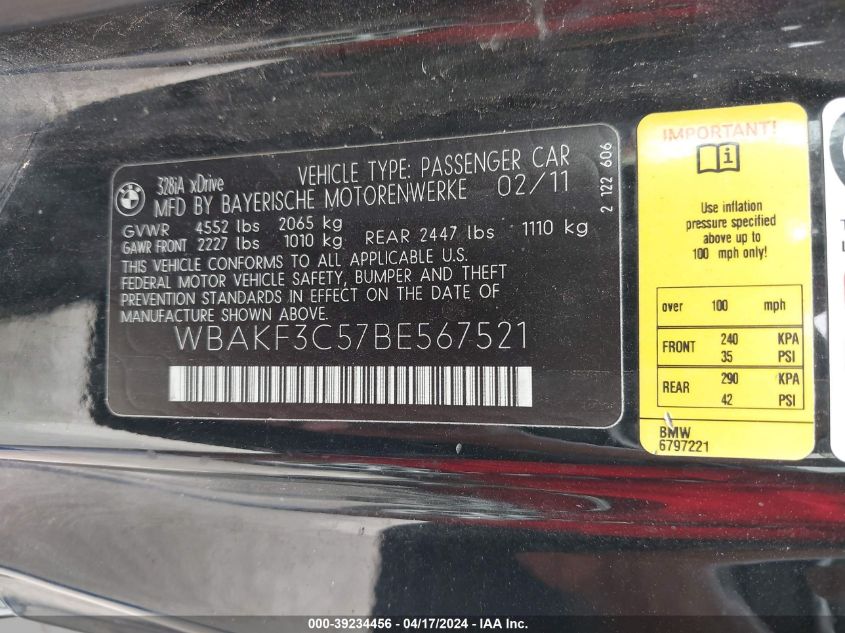 BMW
328iA xDrive
VEHICLE TYPE: PASSENGER CAR
MFD BY BAYERISCHE MOTORENWERKE 02/11
GVWR 4552 lbs 2065 kg
GAWR FRONT 2227 lbs 1010 kg REAR 2447 lbs 1110 kg
THIS VEHICLE CONFORMS TO ALL APPLICABLE U.S.
FEDERAL MOTOR VEHICLE SAFETY, BUMPER AND THEFT
PREVENTION STANDARDS IN EFFECT ON THE DATE OF
MANUFACTURE SHOWN ABOVE.
WBAKF3C57BE567521
2 122 606
IMPORTANT!
i
Use inflation
pressure specified
above up to
100 mph only!
over 100 mph
FRONT 240 KPA
35 PSI
REAR 290 KPA
42 PSI
BMW
6797221
000-39234456 - 04/17/2024 - IAA Inc.